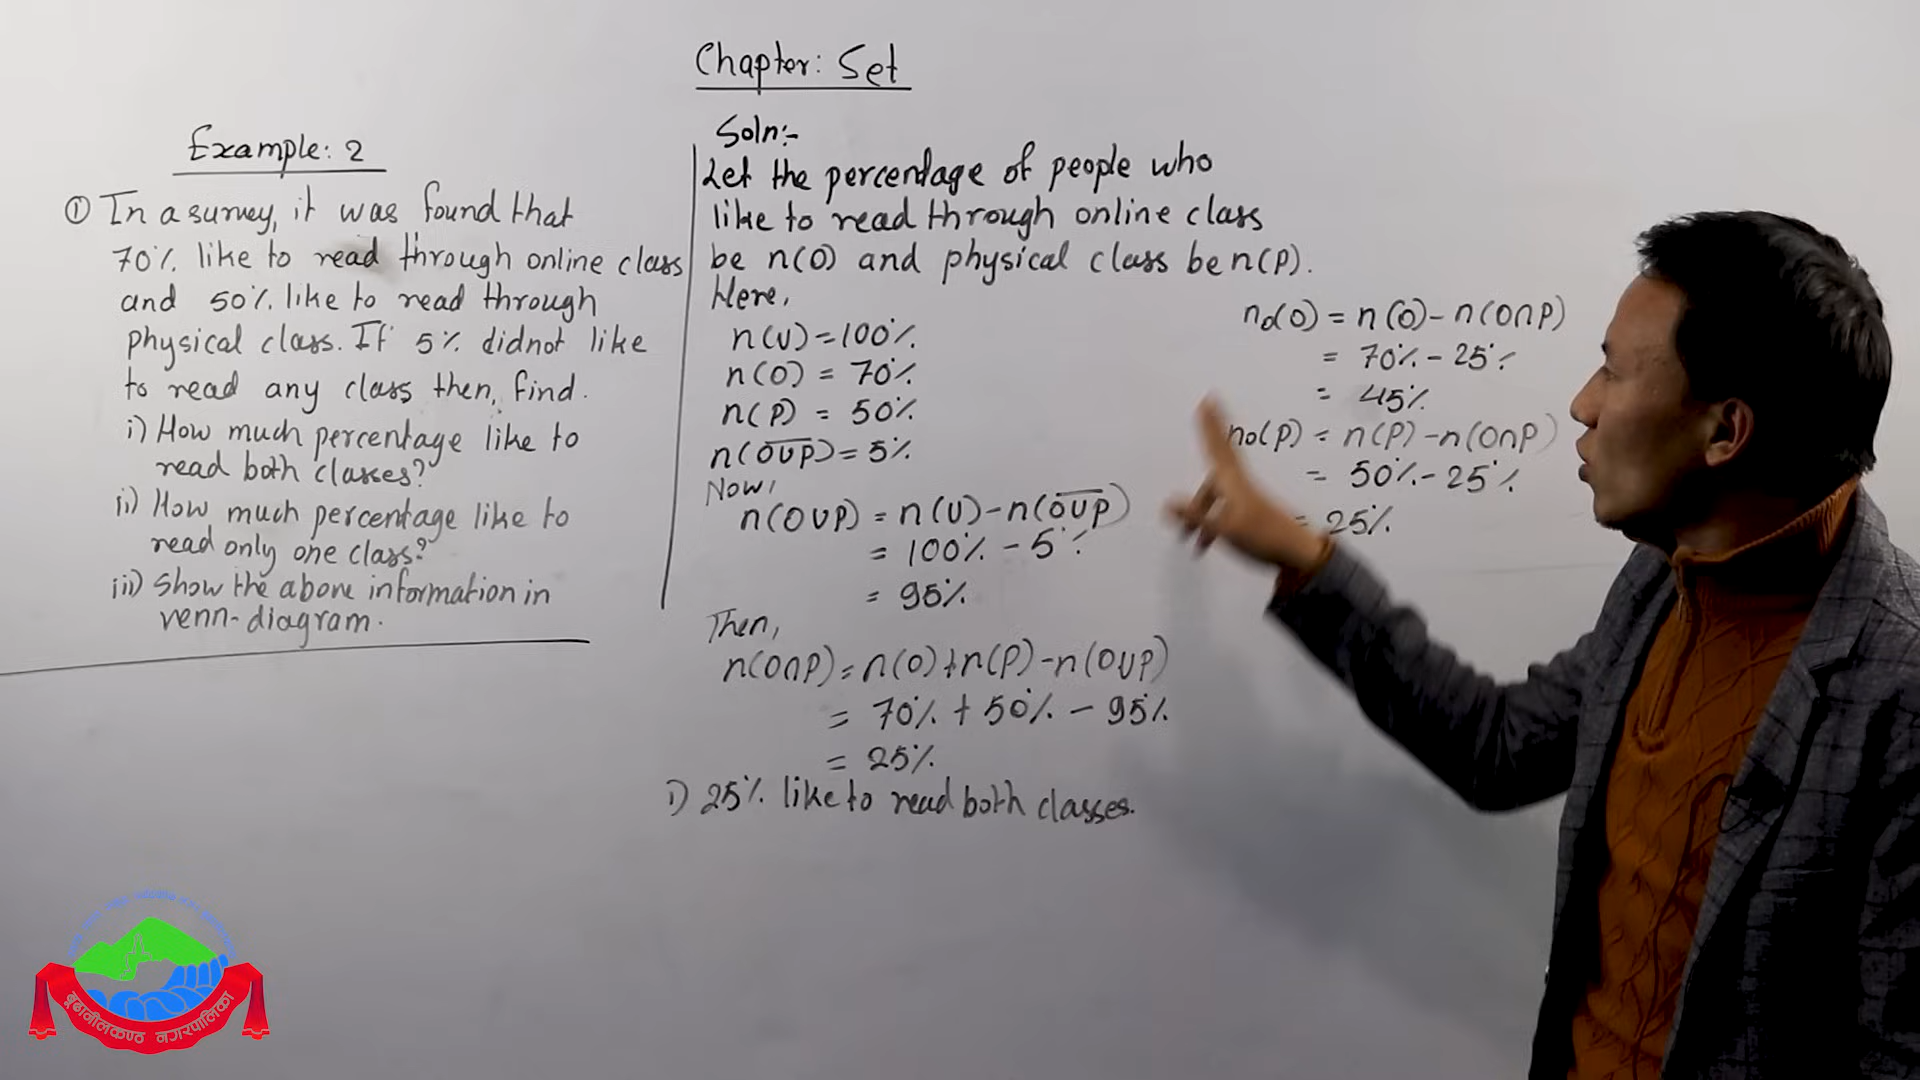 Chapter: Set
Example: 2
① In a survey, it was found that
70% like to read through online class
and 50% like to read through
physical class. If 5% didnot like
to read any class then, find.
i) How much percentage like to
read both classes?
ii) How much percentage like to
read only one class?
iii) Show the above information in
venn-diagram.
Soln:-
Let the percentage of people who
like to read through online class
be n(O) and physical class be n(P).
Here,
n(U) = 100%
n(O) = 70%
n(P) = 50%
n(O̅U̅P̅) = 5%
Now,
n(O∪P) = n(U) - n(O̅U̅P̅)
= 100% - 5%
= 95%
Then,
n(O∩P) = n(O) + n(P) - n(O∪P)
= 70% + 50% - 95%
= 25%
i) 25% like to read both classes.
no(O) = n(O) - n(O∩P)
= 70% - 25%
= 45%
no(P) = n(P) - n(O∩P)
= 50% - 25%
= 25%
बूढानीलकण्ठ नगरपालिका